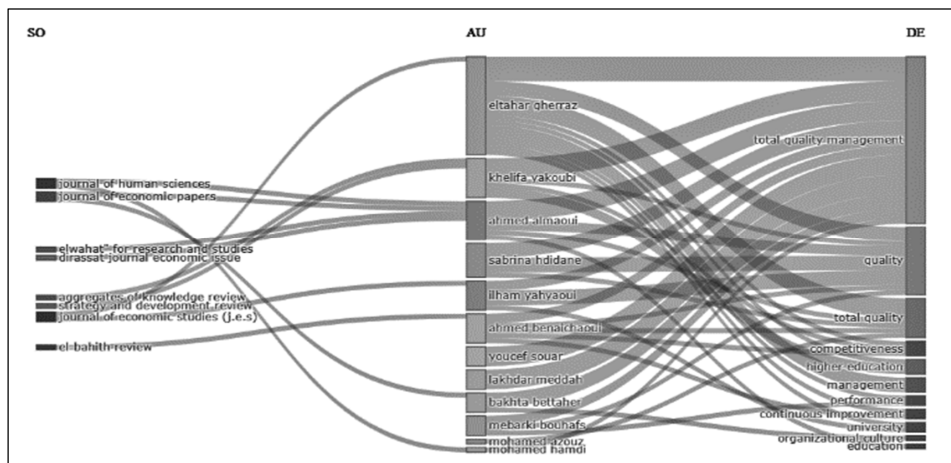 SO
AU
DE
journal of human sciences
journal of economic papers
elwahat" for research and studies
dirassat journal economic issue
aggregates of knowledge review
strategy and development review
journal of economic studies (j.e.s)
el-bahith review
eltahar gherraz
khelifa yakoubi
ahmed almaoui
sabrina hdidane
ilham yahyaoui
ahmed benalchaoui
youcef souar
lakhdar meddah
bakhta bettaher
mebarki bouhafs
mohamed azouz
mohamed hamdi
total quality management
quality
total quality
competitiveness
higher education
management
performance
continuous improvement
university
organizational culture
education